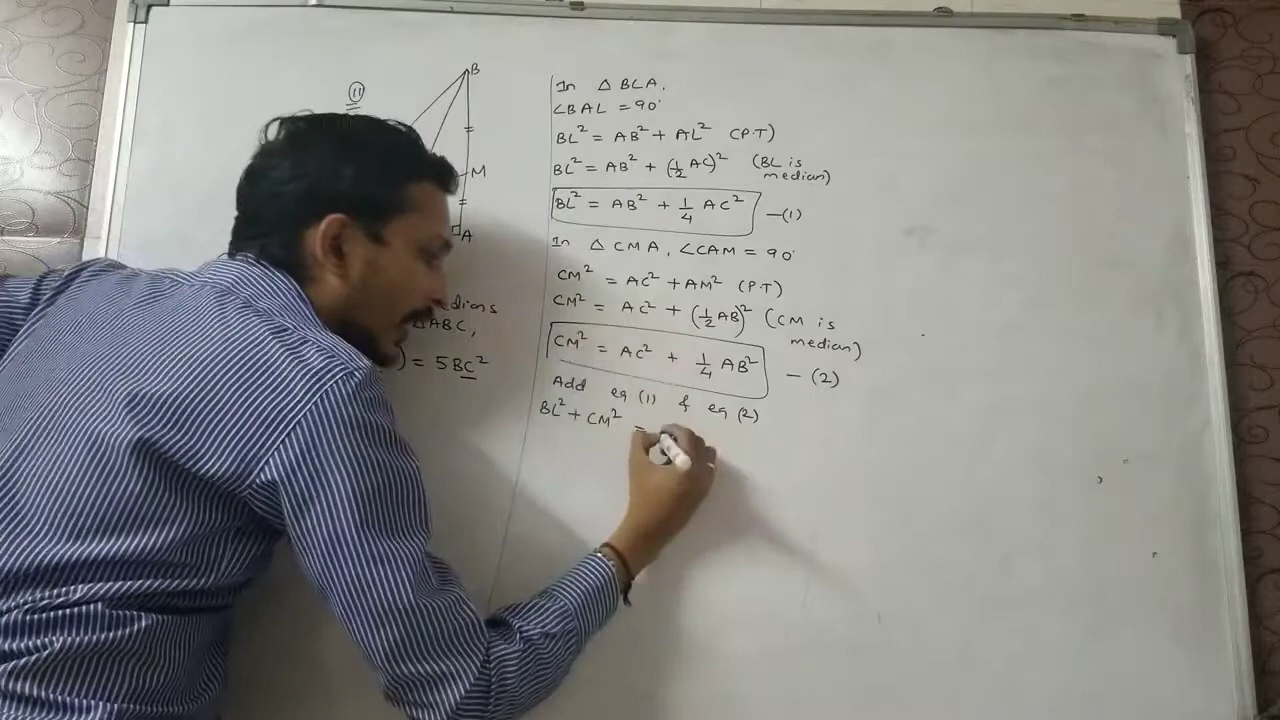 11
B
M
A
dians
△ABC,
) = 5BC²
In △ BLA,
∠BAL = 90°
BL² = AB² + AL² (P.T)
BL² = AB² + (½ AC)² (BL is median)
BL² = AB² + ¼ AC² —(1)
In △ CMA, ∠CAM = 90°
CM² = AC² + AM² (P.T)
CM² = AC² + (½ AB)² (CM is median)
CM² = AC² + ¼ AB² — (2)
Add eq (1) & eq (2)
BL² + CM² =